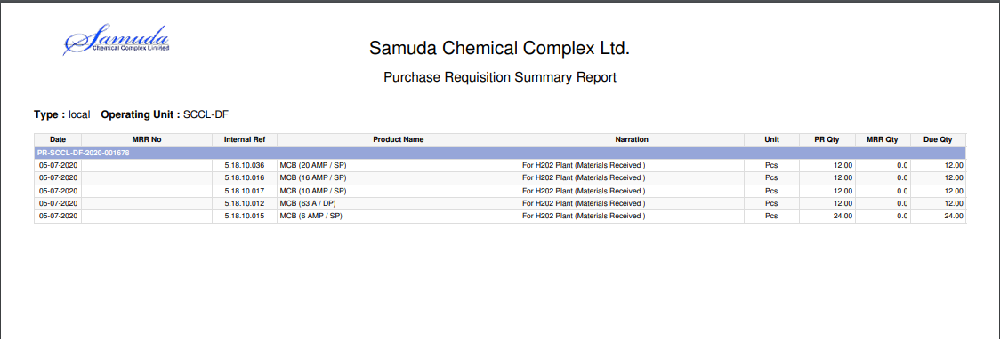 Samuda
Chemical Complex Limited
Samuda Chemical Complex Ltd.
Purchase Requisition Summary Report
Type : local Operating Unit : SCCL-DF
Date MRR No Internal Ref Product Name Narration Unit PR Qty MRR Qty Due Qty
PR-SCCL-DF-2020-001678
05-07-2020 5.18.10.036 MCB (20 AMP / SP) For H202 Plant (Materials Received ) Pcs 12.00 0.0 12.00
05-07-2020 5.18.10.016 MCB (16 AMP / SP) For H202 Plant (Materials Received ) Pcs 12.00 0.0 12.00
05-07-2020 5.18.10.017 MCB (10 AMP / SP) For H202 Plant (Materials Received ) Pcs 12.00 0.0 12.00
05-07-2020 5.18.10.012 MCB (63 A / DP) For H202 Plant (Materials Received ) Pcs 12.00 0.0 12.00
05-07-2020 5.18.10.015 MCB (6 AMP / SP) For H202 Plant (Materials Received ) Pcs 24.00 0.0 24.00